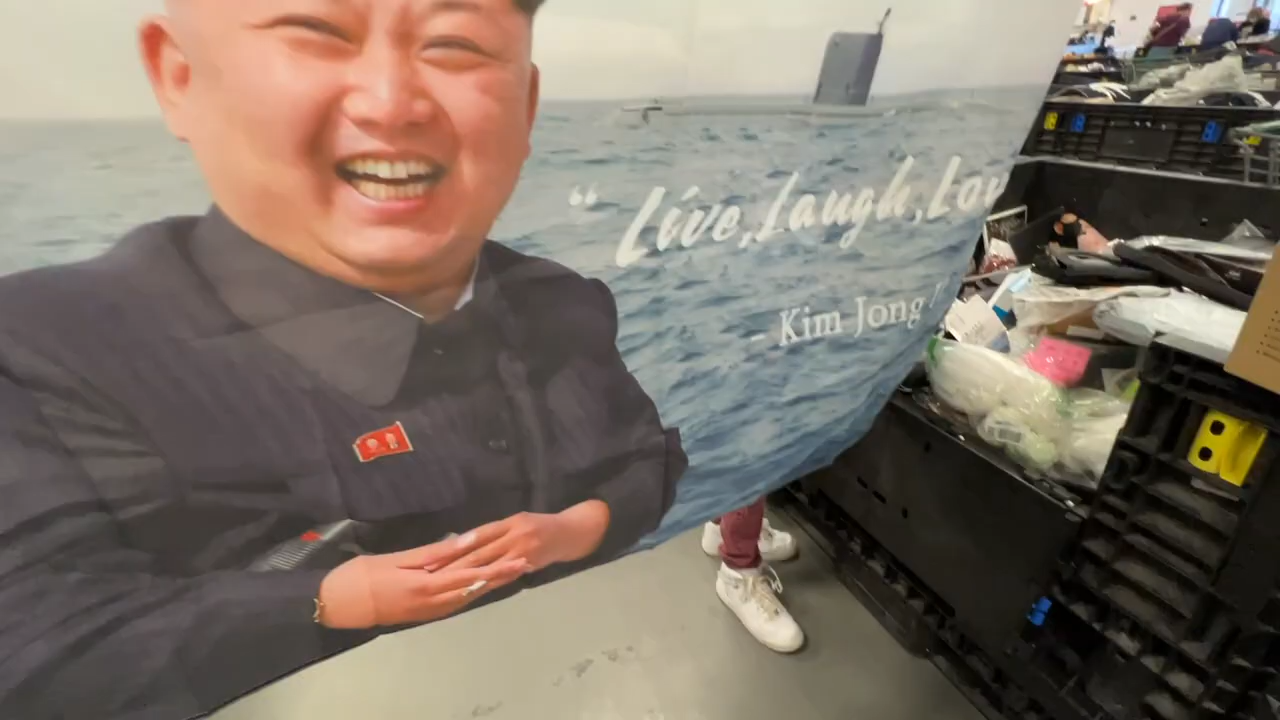 “Live, Laugh, Lov
- Kim Jong